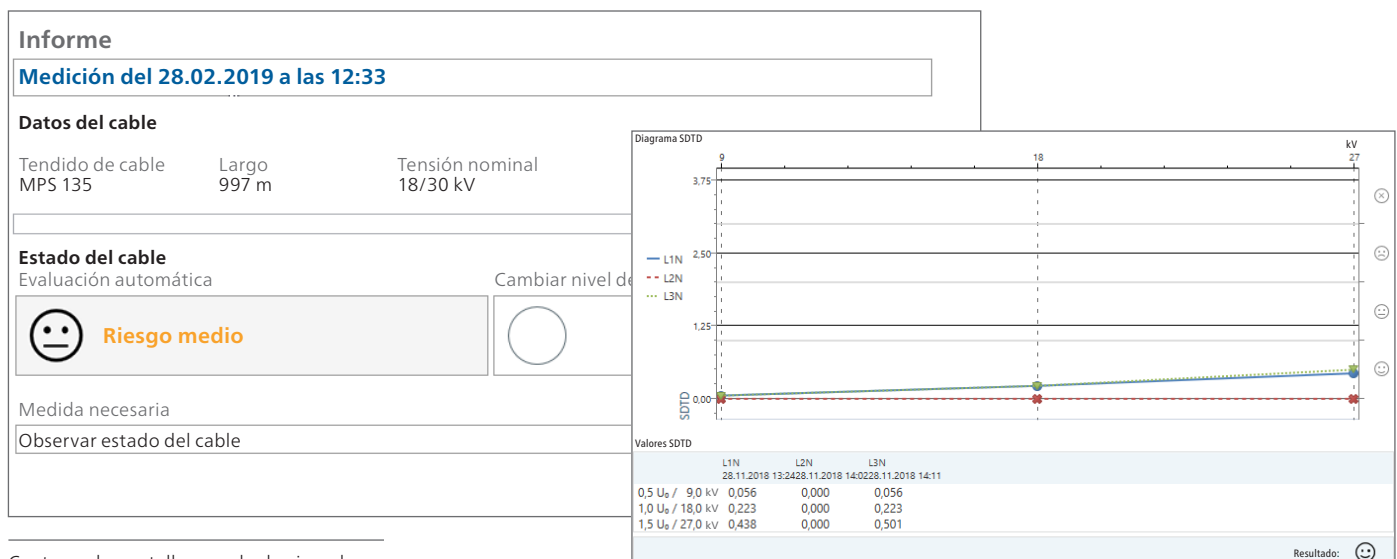 Informe
Medición del 28.02.2019 a las 12:33
Datos del cable
Tendido de cable Largo Tensión nominal
MPS 135 997 m 18/30 kV
Estado del cable
Evaluación automática Cambiar nivel de
Riesgo medio
Medida necesaria
Observar estado del cable
Diagrama SDTD
kV
9 18 27
3,75
2,50
1,25
0,00
SDTD
L1N
L2N
L3N
Valores SDTD
L1N L2N L3N
28.11.2018 13:24 28.11.2018 14:02 28.11.2018 14:11
0,5 U₀ / 9,0 kV 0,056 0,000 0,056
1,0 U₀ / 18,0 kV 0,223 0,000 0,223
1,5 U₀ / 27,0 kV 0,438 0,000 0,501
Resultado: